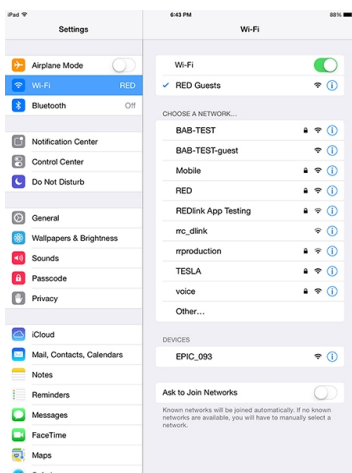 iPad
6:43 PM
88%
Settings
Wi-Fi
Airplane Mode
Wi-Fi RED
Bluetooth Off
Notification Center
Control Center
Do Not Disturb
General
Wallpapers & Brightness
Sounds
Passcode
Privacy
iCloud
Mail, Contacts, Calendars
Notes
Reminders
Messages
FaceTime
Maps
Wi-Fi
RED Guests
CHOOSE A NETWORK...
BAB-TEST
BAB-TEST-guest
Mobile
RED
REDlink App Testing
rrc_dlink
rrproduction
TESLA
voice
Other...
DEVICES
EPIC_093
Ask to Join Networks
Known networks will be joined automatically. If no known
networks are available, you will have to manually select a
network.